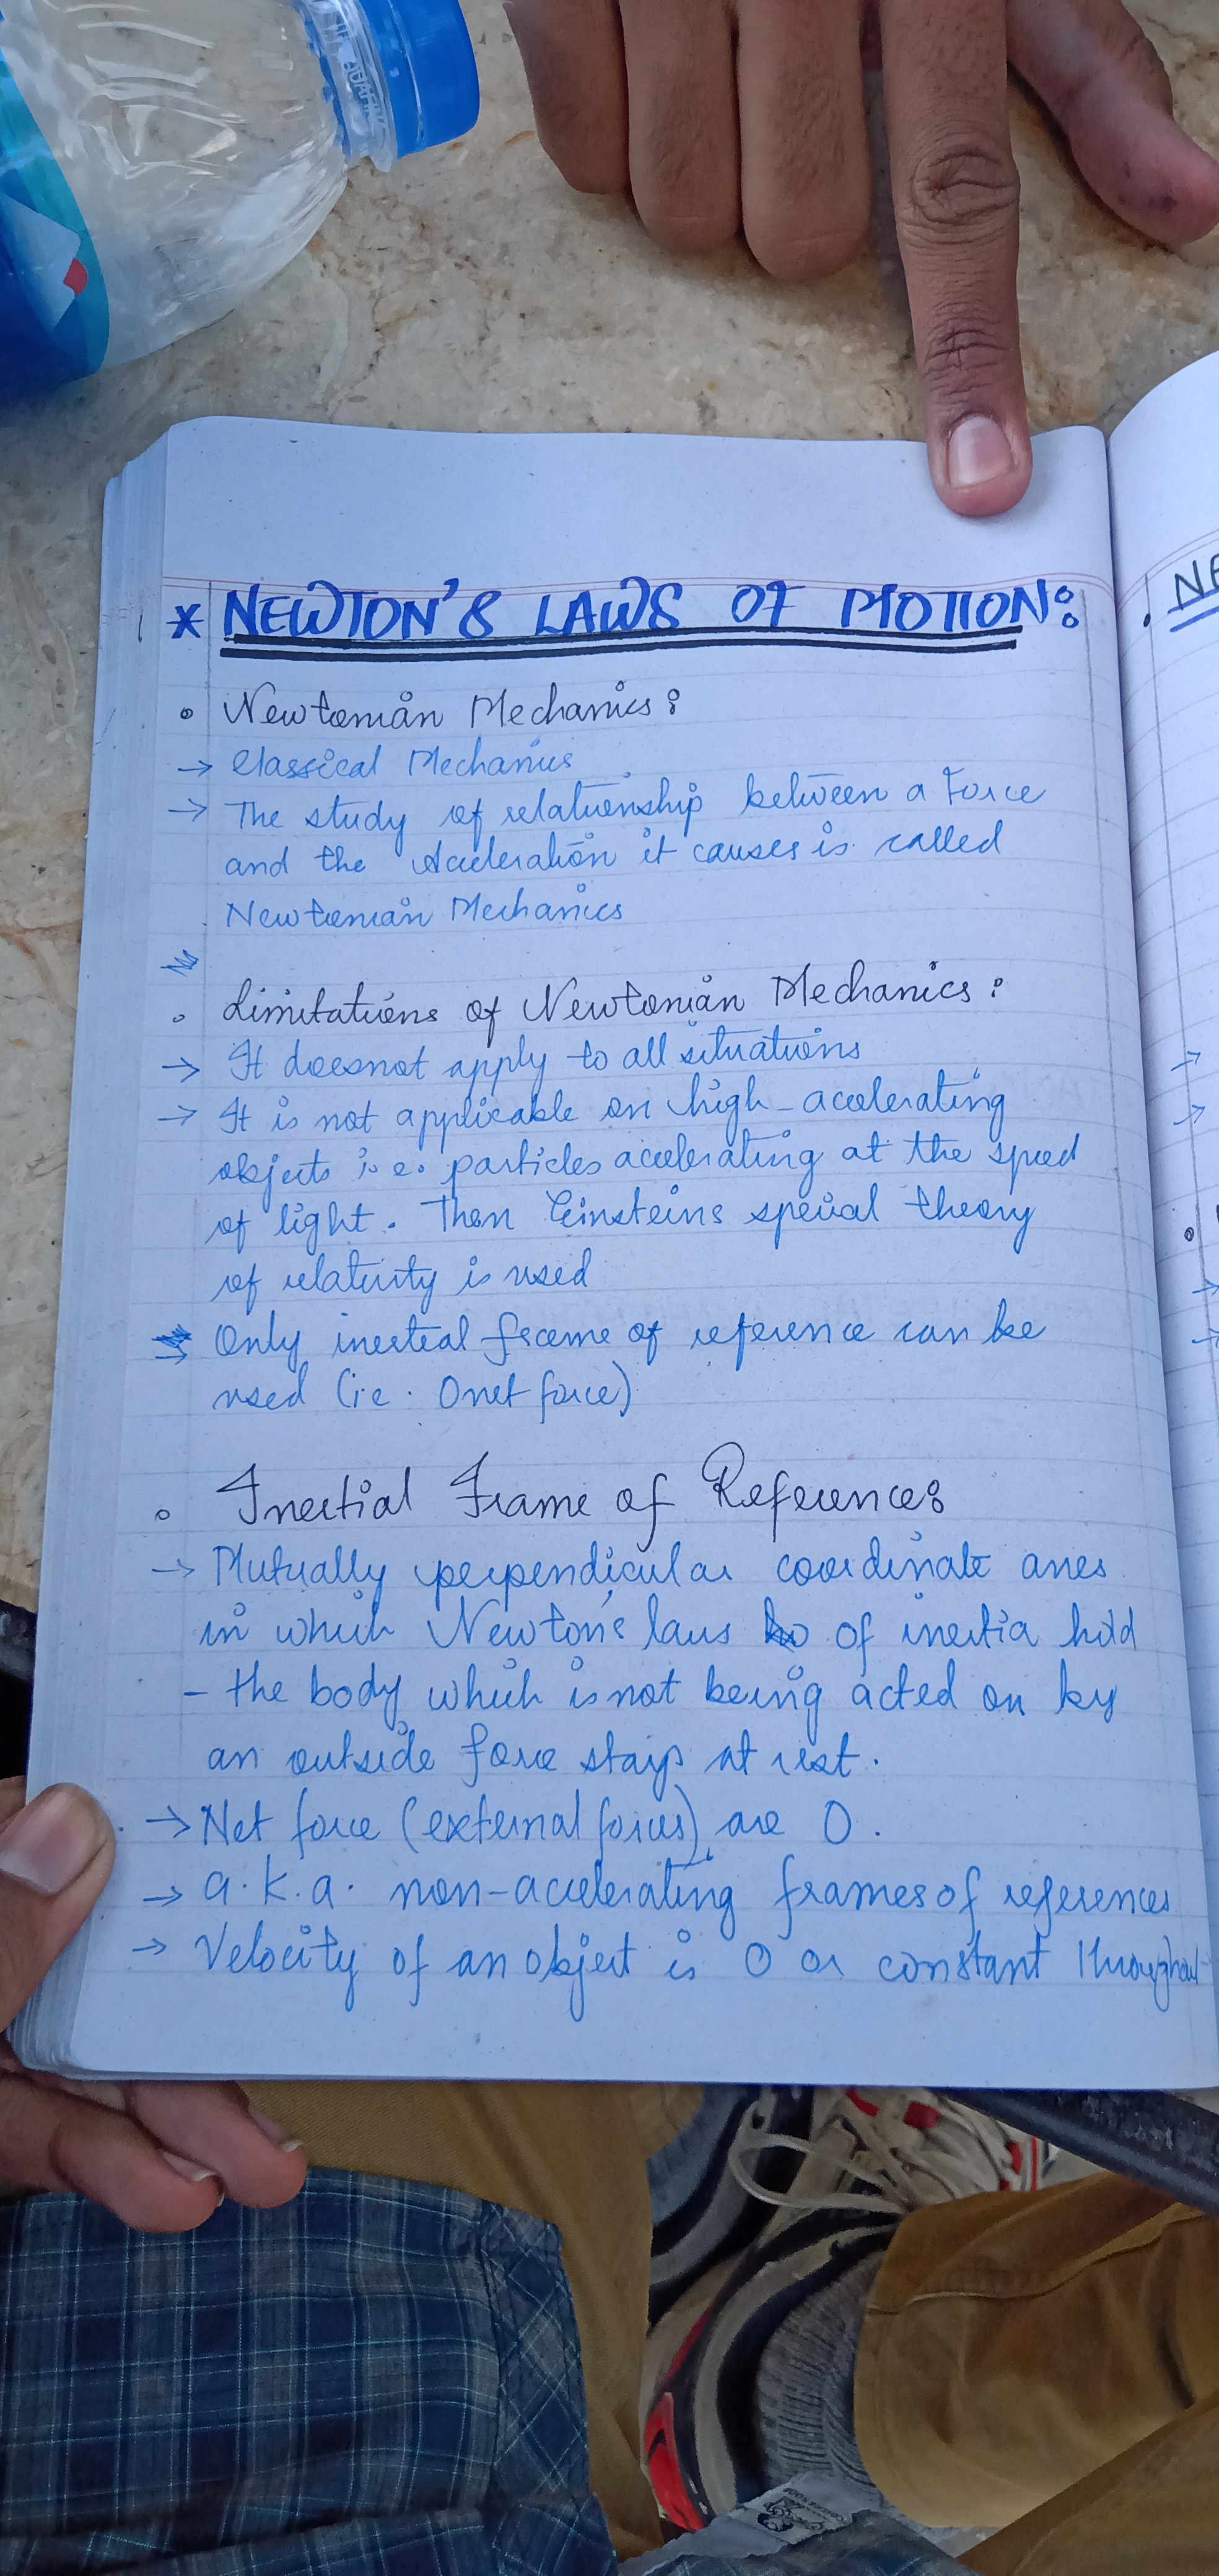 * NEWTON'S LAWS OF MOTION:
• Newtonian Mechanics:
→ Classical Mechanics
→ The study of relationship between a Force
and the Acceleration it causes is called
Newtonian Mechanics
• Limitations of Newtonian Mechanics:
→ It doesnot apply to all situations
→ It is not applicable on high-accelerating
objects i.e. particles accelerating at the speed
of light. Then Einsteins special theory
of relativity is used
→ Only inertial frame of reference can be
used (i.e. 0 net force)
• Inertial Frame of Reference:
→ Mutually perpendicular coordinate axes
in which Newton's laws of inertia hold
- the body which is not being acted on by
an outside force stays at rest.
→ Net force (external forces) are 0.
→ a.k.a. non-accelerating frames of references
→ Velocity of an object is 0 or constant throughout
• NE